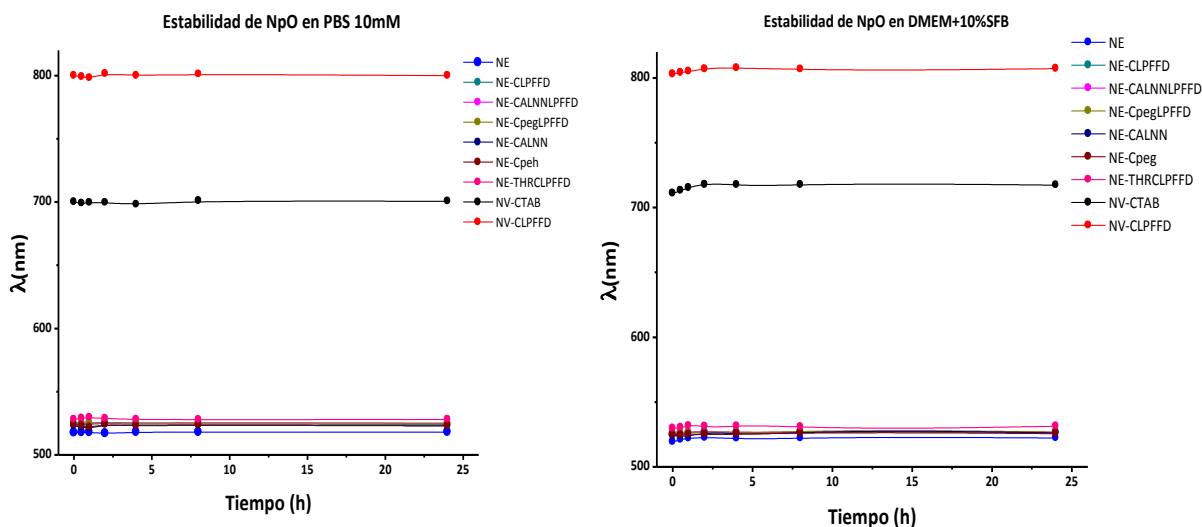 Estabilidad de NpO en PBS 10mM
NE
NE-CLPFFD
NE-CALNNLPFFD
NE-CpegLPFFD
NE-CALNN
NE-Cpeh
NE-THRCLPFFD
NV-CTAB
NV-CLPFFD
λ(nm)
800
700
600
500
0 5 10 15 20 25
Tiempo (h)
Estabilidad de NpO en DMEM+10%SFB
NE
NE-CLPFFD
NE-CALNNLPFFD
NE-CpegLPFFD
NE-CALNN
NE-Cpeg
NE-THRCLPFFD
NV-CTAB
NV-CLPFFD
λ(nm)
800
700
600
500
0 5 10 15 20 25
Tiempo (h)